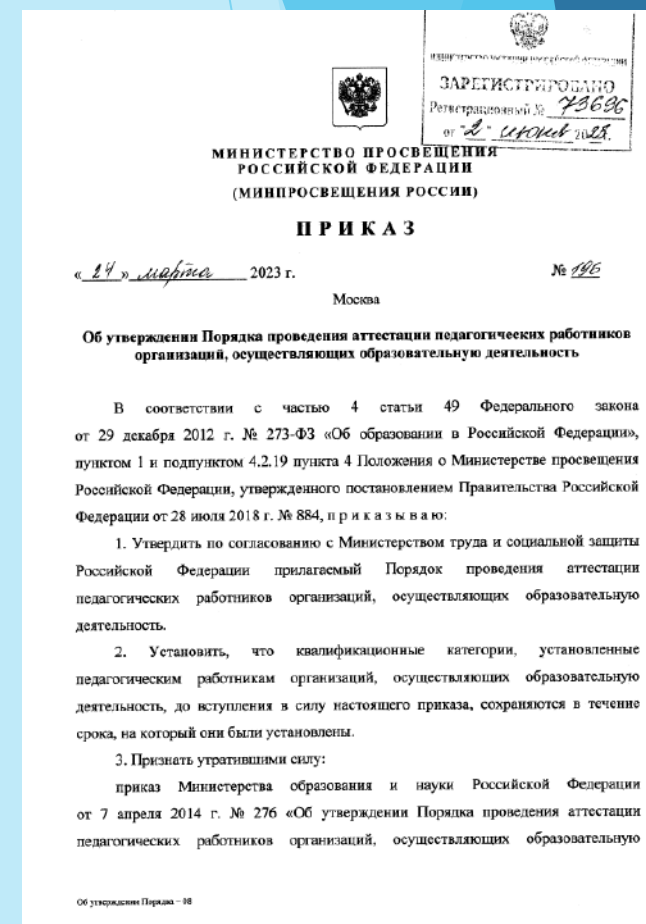 МИНИСТЕРСТВО ЮСТИЦИИ РОССИЙСКОЙ ФЕДЕРАЦИИ
ЗАРЕГИСТРИРОВАНО
Регистрационный № 73696
от "2" июня 2023.
МИНИСТЕРСТВО ПРОСВЕЩЕНИЯ
РОССИЙСКОЙ ФЕДЕРАЦИИ
(МИНПРОСВЕЩЕНИЯ РОССИИ)
ПРИКАЗ
« 24 » марта 2023 г. № 196
Москва
Об утверждении Порядка проведения аттестации педагогических работников
организаций, осуществляющих образовательную деятельность
В соответствии с частью 4 статьи 49 Федерального закона
от 29 декабря 2012 г. № 273-ФЗ «Об образовании в Российской Федерации»,
пунктом 1 и подпунктом 4.2.19 пункта 4 Положения о Министерстве просвещения
Российской Федерации, утвержденного постановлением Правительства Российской
Федерации от 28 июля 2018 г. № 884, п р и к а з ы в а ю:
1. Утвердить по согласованию с Министерством труда и социальной защиты
Российской Федерации прилагаемый Порядок проведения аттестации
педагогических работников организаций, осуществляющих образовательную
деятельность.
2. Установить, что квалификационные категории, установленные
педагогическим работникам организаций, осуществляющих образовательную
деятельность, до вступления в силу настоящего приказа, сохраняются в течение
срока, на который они были установлены.
3. Признать утратившими силу:
приказ Министерства образования и науки Российской Федерации
от 7 апреля 2014 г. № 276 «Об утверждении Порядка проведения аттестации
педагогических работников организаций, осуществляющих образовательную
Об утверждении Порядка – 08